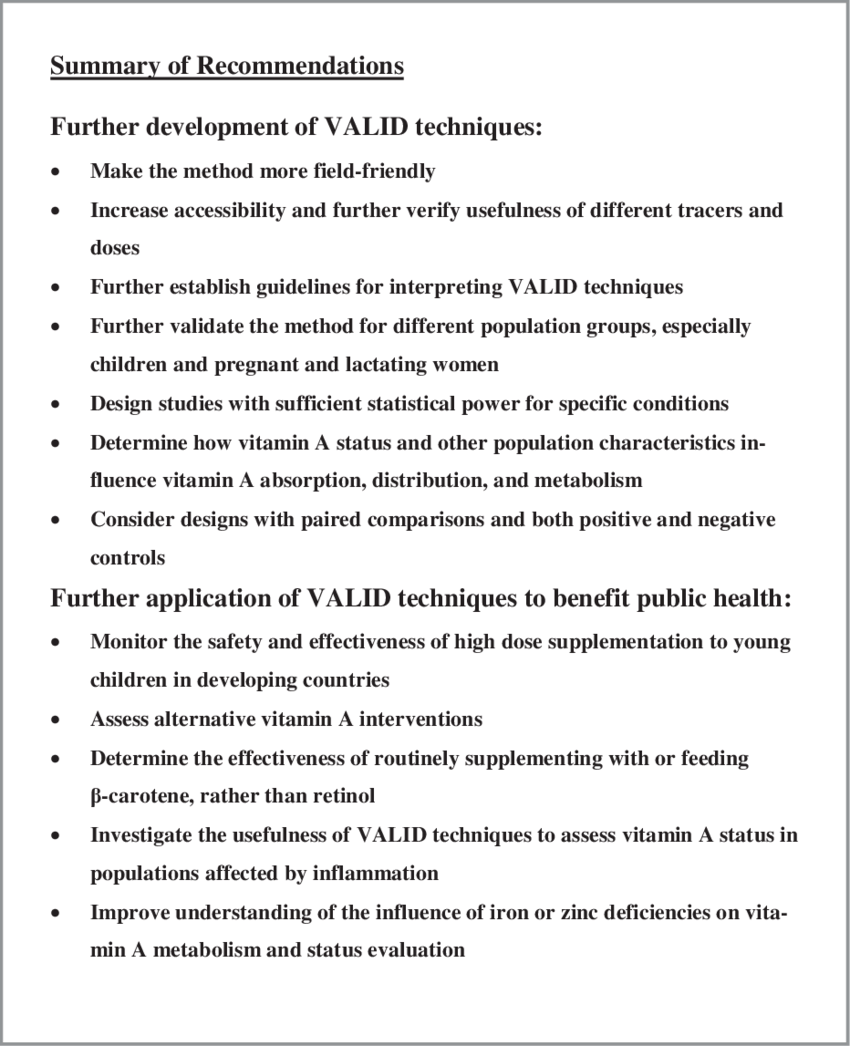 Summary of Recommendations
Further development of VALID techniques:
• Make the method more field-friendly
• Increase accessibility and further verify usefulness of different tracers and
doses
• Further establish guidelines for interpreting VALID techniques
• Further validate the method for different population groups, especially
children and pregnant and lactating women
• Design studies with sufficient statistical power for specific conditions
• Determine how vitamin A status and other population characteristics in-
fluence vitamin A absorption, distribution, and metabolism
• Consider designs with paired comparisons and both positive and negative
controls
Further application of VALID techniques to benefit public health:
• Monitor the safety and effectiveness of high dose supplementation to young
children in developing countries
• Assess alternative vitamin A interventions
• Determine the effectiveness of routinely supplementing with or feeding
β-carotene, rather than retinol
• Investigate the usefulness of VALID techniques to assess vitamin A status in
populations affected by inflammation
• Improve understanding of the influence of iron or zinc deficiencies on vita-
min A metabolism and status evaluation